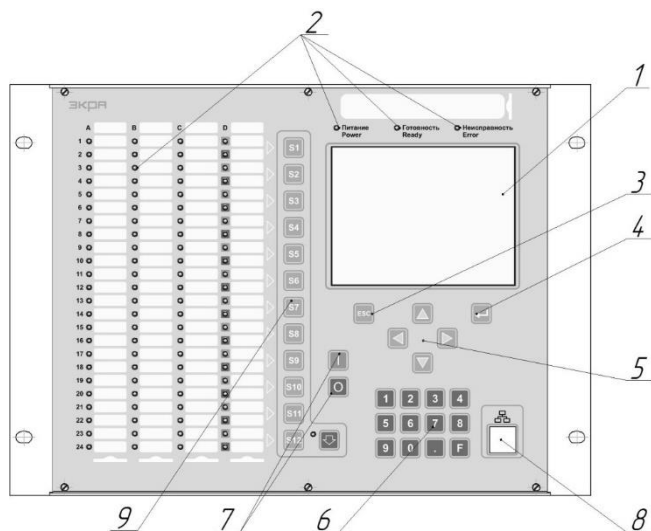 2
1
ЭКРА
Питание
Power
Готовность
Ready
Неисправность
Error
A B C D
1
2
3
4
5
6
7
8
9
10
11
12
13
14
15
16
17
18
19
20
21
22
23
24
S1
S2
S3
S4
S5
S6
S7
S8
S9
S10
S11
S12
3
4
ESC
5
I
O
1 2 3 4
5 6 7 8
9 0 . F
9 7 6 8